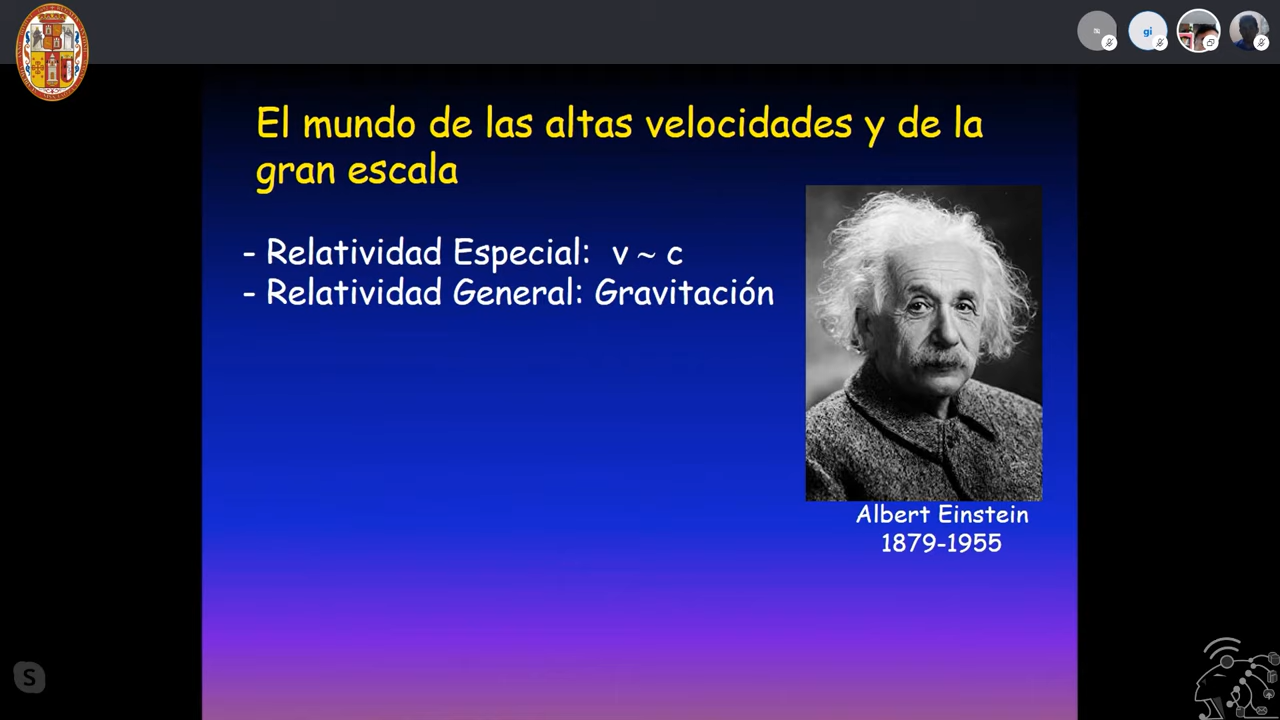 gi
El mundo de las altas velocidades y de la
gran escala
- Relatividad Especial: v ~ c
- Relatividad General: Gravitación
Albert Einstein
1879-1955
S